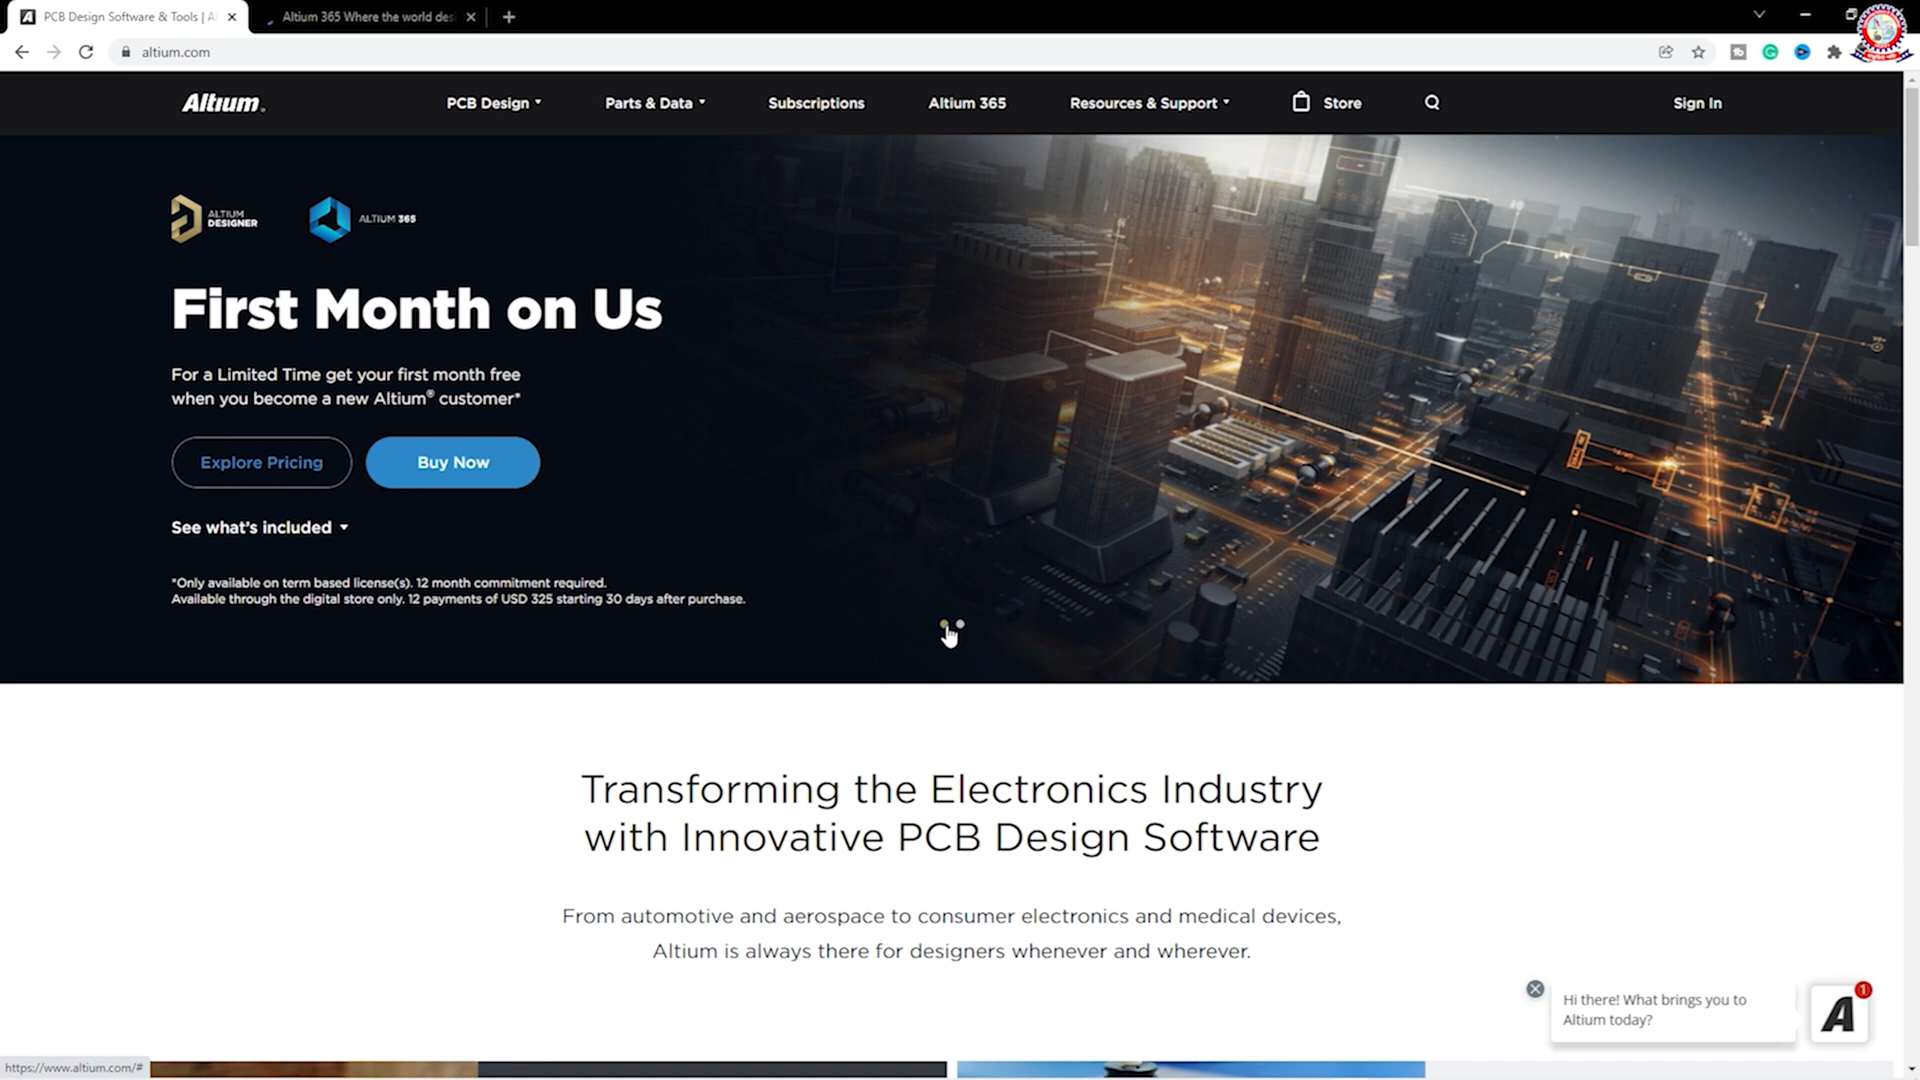 PCB Design Software & Tools | A
Altium 365 Where the world desi
altium.com
Altıum.
PCB Design
Parts & Data
Subscriptions
Altium 365
Resources & Support
Store
Sign In
ALTIUM
DESIGNER
ALTIUM 365
First Month on Us
For a Limited Time get your first month free
when you become a new Altium® customer*
Explore Pricing
Buy Now
See what's included
*Only available on term based license(s). 12 month commitment required.
Available through the digital store only. 12 payments of USD 325 starting 30 days after purchase.
Transforming the Electronics Industry
with Innovative PCB Design Software
From automotive and aerospace to consumer electronics and medical devices,
Altium is always there for designers whenever and wherever.
Hi there! What brings you to
Altium today?
A
1
https://www.altium.com/#